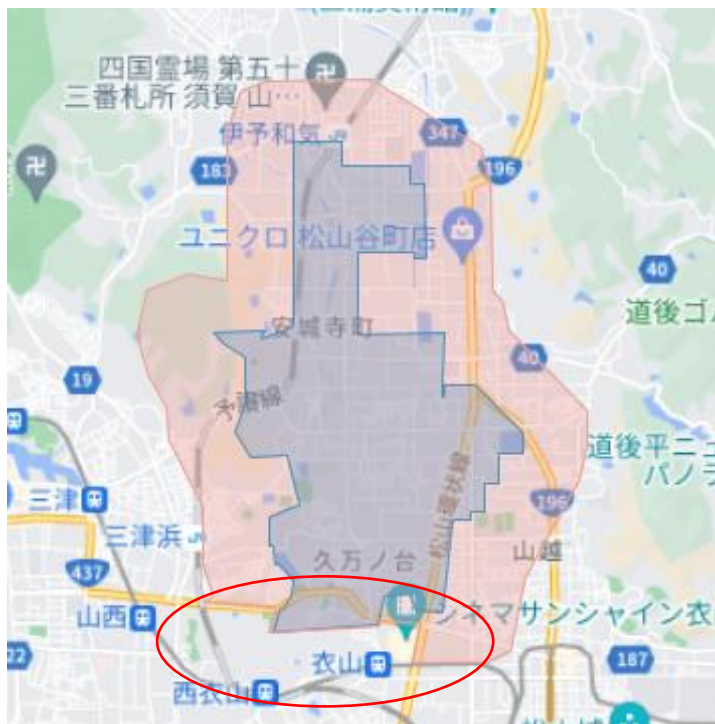 四国霊場 第五十
三番札所 須賀 山…
伊予和気
347
183
196
ユニクロ 松山谷町店
40
道後ゴ
安城寺町
40
19
予讃線
道後平ニュ
パノラ
三津
松山環状線
196
三津浜
久万ノ台
山越
437
山西
シネマサンシャイン衣
衣山
187
22
西衣山